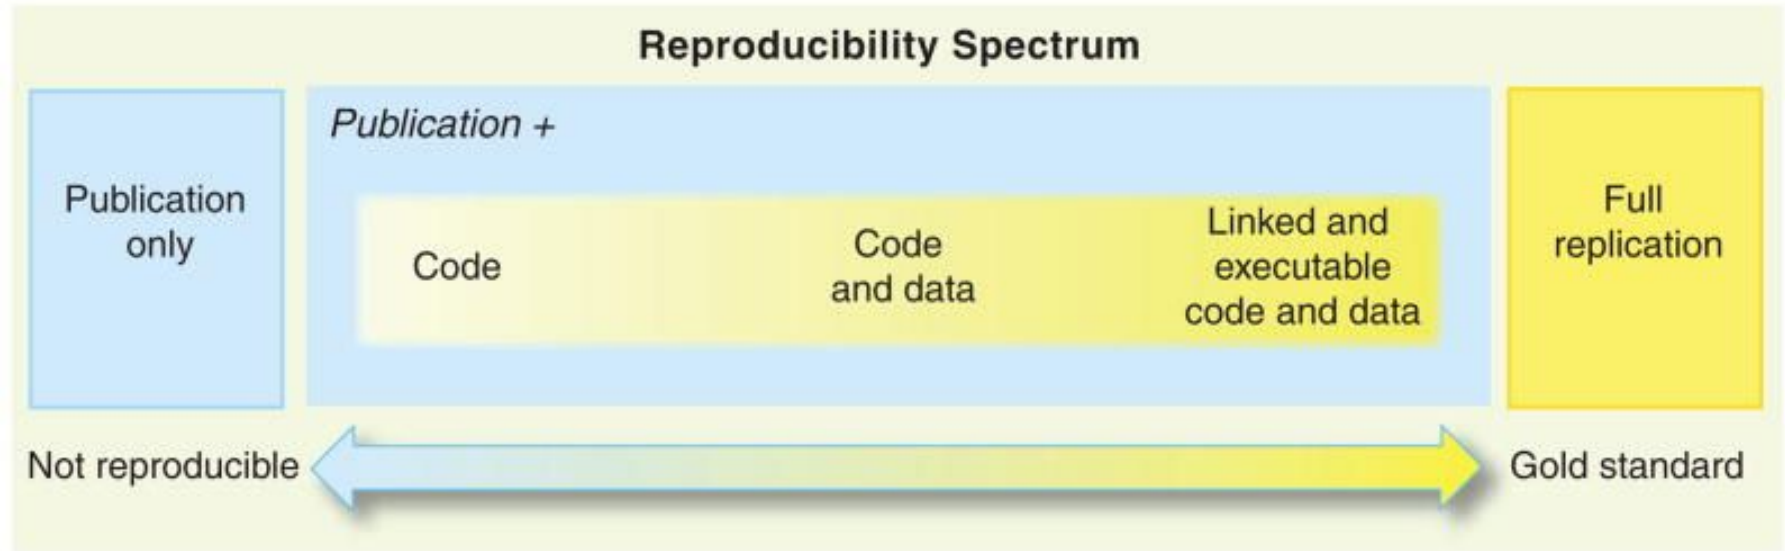 Reproducibility Spectrum
Publication
only
Publication +
Code
Code
and data
Linked and
executable
code and data
Full
replication
Not reproducible
Gold standard